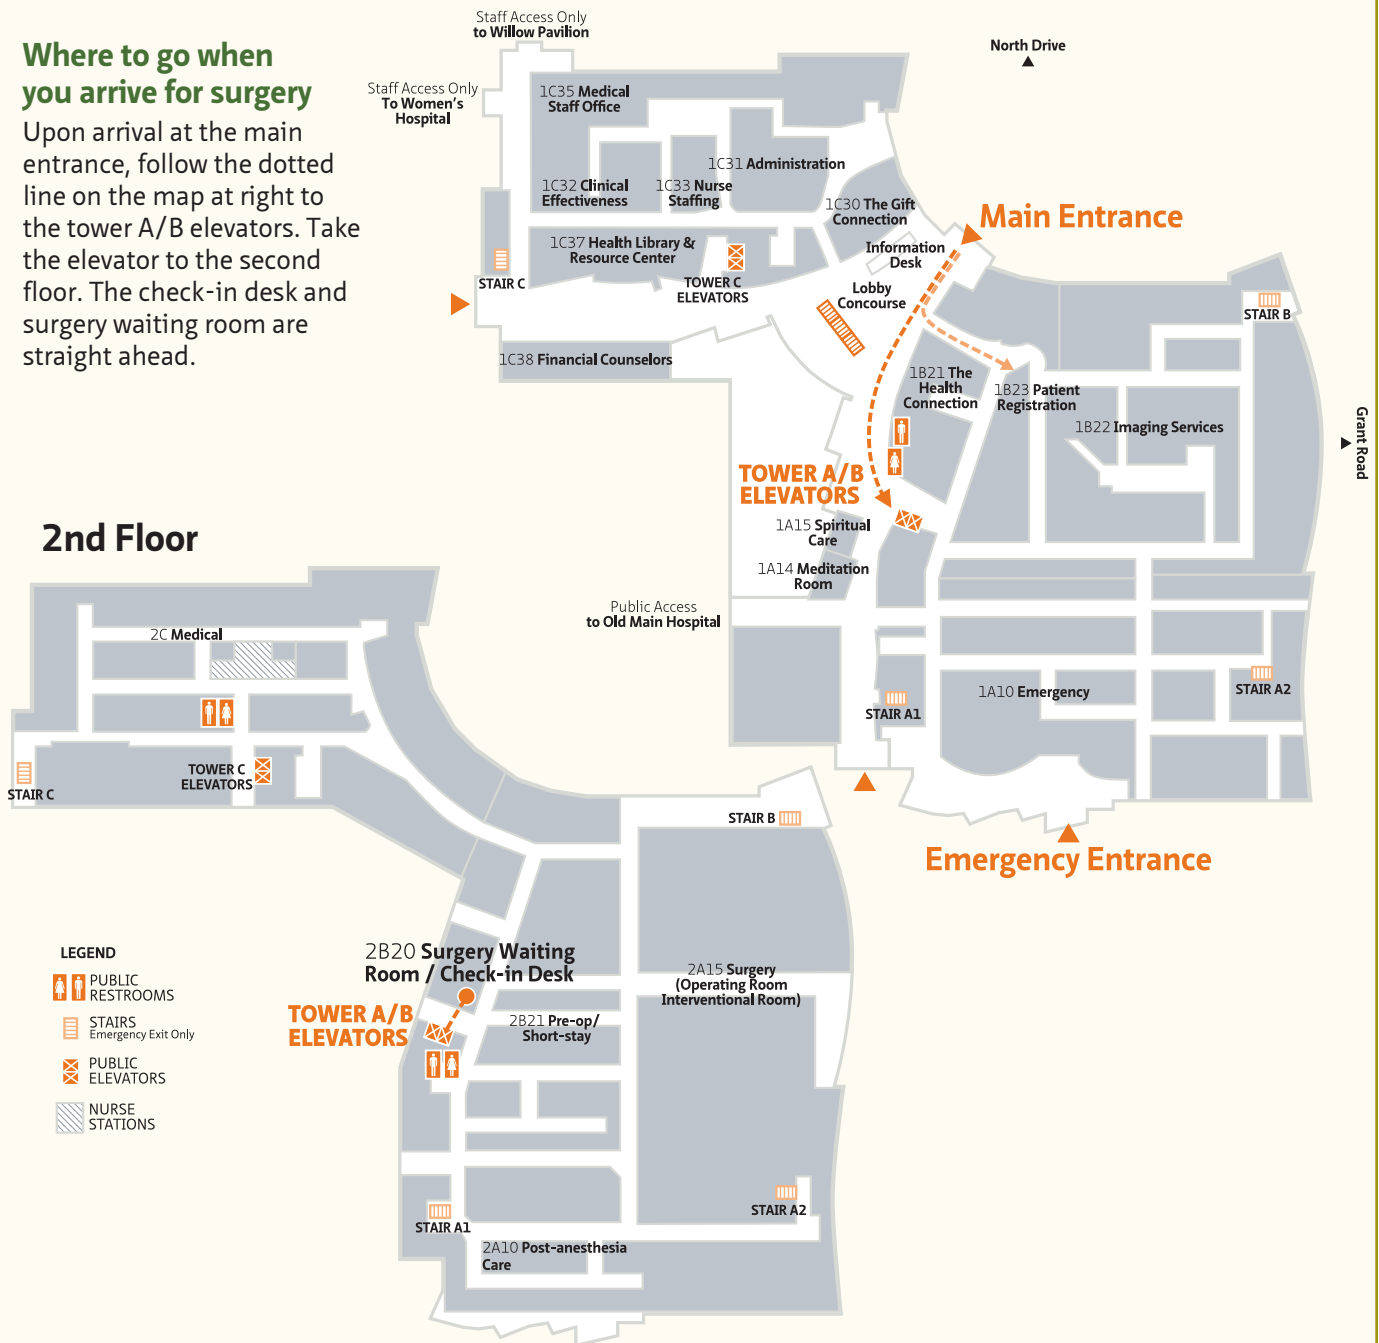 Where to go when
you arrive for surgery
Upon arrival at the main
entrance, follow the dotted
line on the map at right to
the tower A/B elevators. Take
the elevator to the second
floor. The check-in desk and
surgery waiting room are
straight ahead.
Staff Access Only
to Willow Pavilion
Staff Access Only
To Women's
Hospital
North Drive
1C35 Medical
Staff Office
1C31 Administration
1C32 Clinical
Effectiveness
1C33 Nurse
Staffing
1C30 The Gift
Connection
Main Entrance
1C37 Health Library &
Resource Center
Information
Desk
STAIR C
TOWER C
ELEVATORS
Lobby
Concourse
STAIR B
1C38 Financial Counselors
1B21 The
Health
Connection
1B23 Patient
Registration
1B22 Imaging Services
Grant Road
TOWER A/B
ELEVATORS
1A15 Spiritual
Care
1A14 Meditation
Room
Public Access
to Old Main Hospital
STAIR A1
1A10 Emergency
STAIR A2
Emergency Entrance
2nd Floor
2C Medical
TOWER C
ELEVATORS
STAIR C
STAIR B
2B20 Surgery Waiting
Room / Check-in Desk
2A15 Surgery
(Operating Room
Interventional Room)
TOWER A/B
ELEVATORS
2B21 Pre-op/
Short-stay
STAIR A1
STAIR A2
2A10 Post-anesthesia
Care
LEGEND
PUBLIC
RESTROOMS
STAIRS
Emergency Exit Only
PUBLIC
ELEVATORS
NURSE
STATIONS